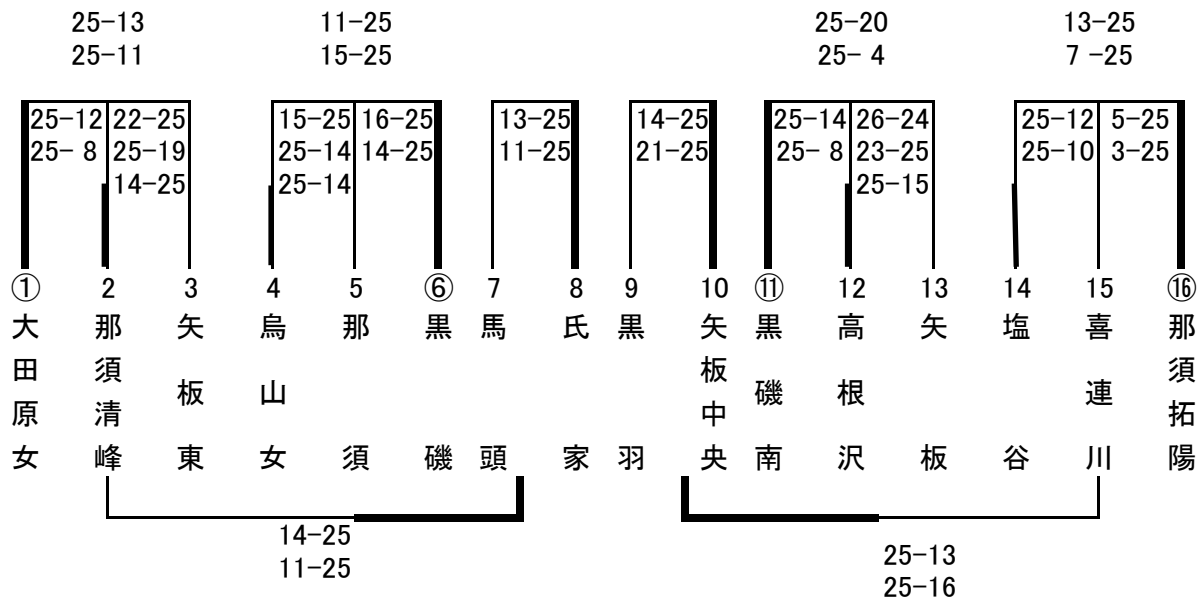 25-13 11-25 25-20 13-25
25-11 15-25 25- 4 7 -25
25-12 22-25 15-25 16-25 13-25 14-25 25-14 26-24 25-12 5-25
25- 8 25-19 25-14 14-25 11-25 21-25 25- 8 23-25 25-10 3-25
14-25 25-14 25-15
① 2 3 4 5 ⑥ 7 8 9 10 ⑪ 12 13 14 15 ⑯
大田原女
那須清峰
矢板東
烏山女
那須
黒磯
馬頭
氏家
黒羽
矢板中央
黒磯南
高根沢
矢板
塩谷
喜連川
那須拓陽
14-25
11-25
25-13
25-16